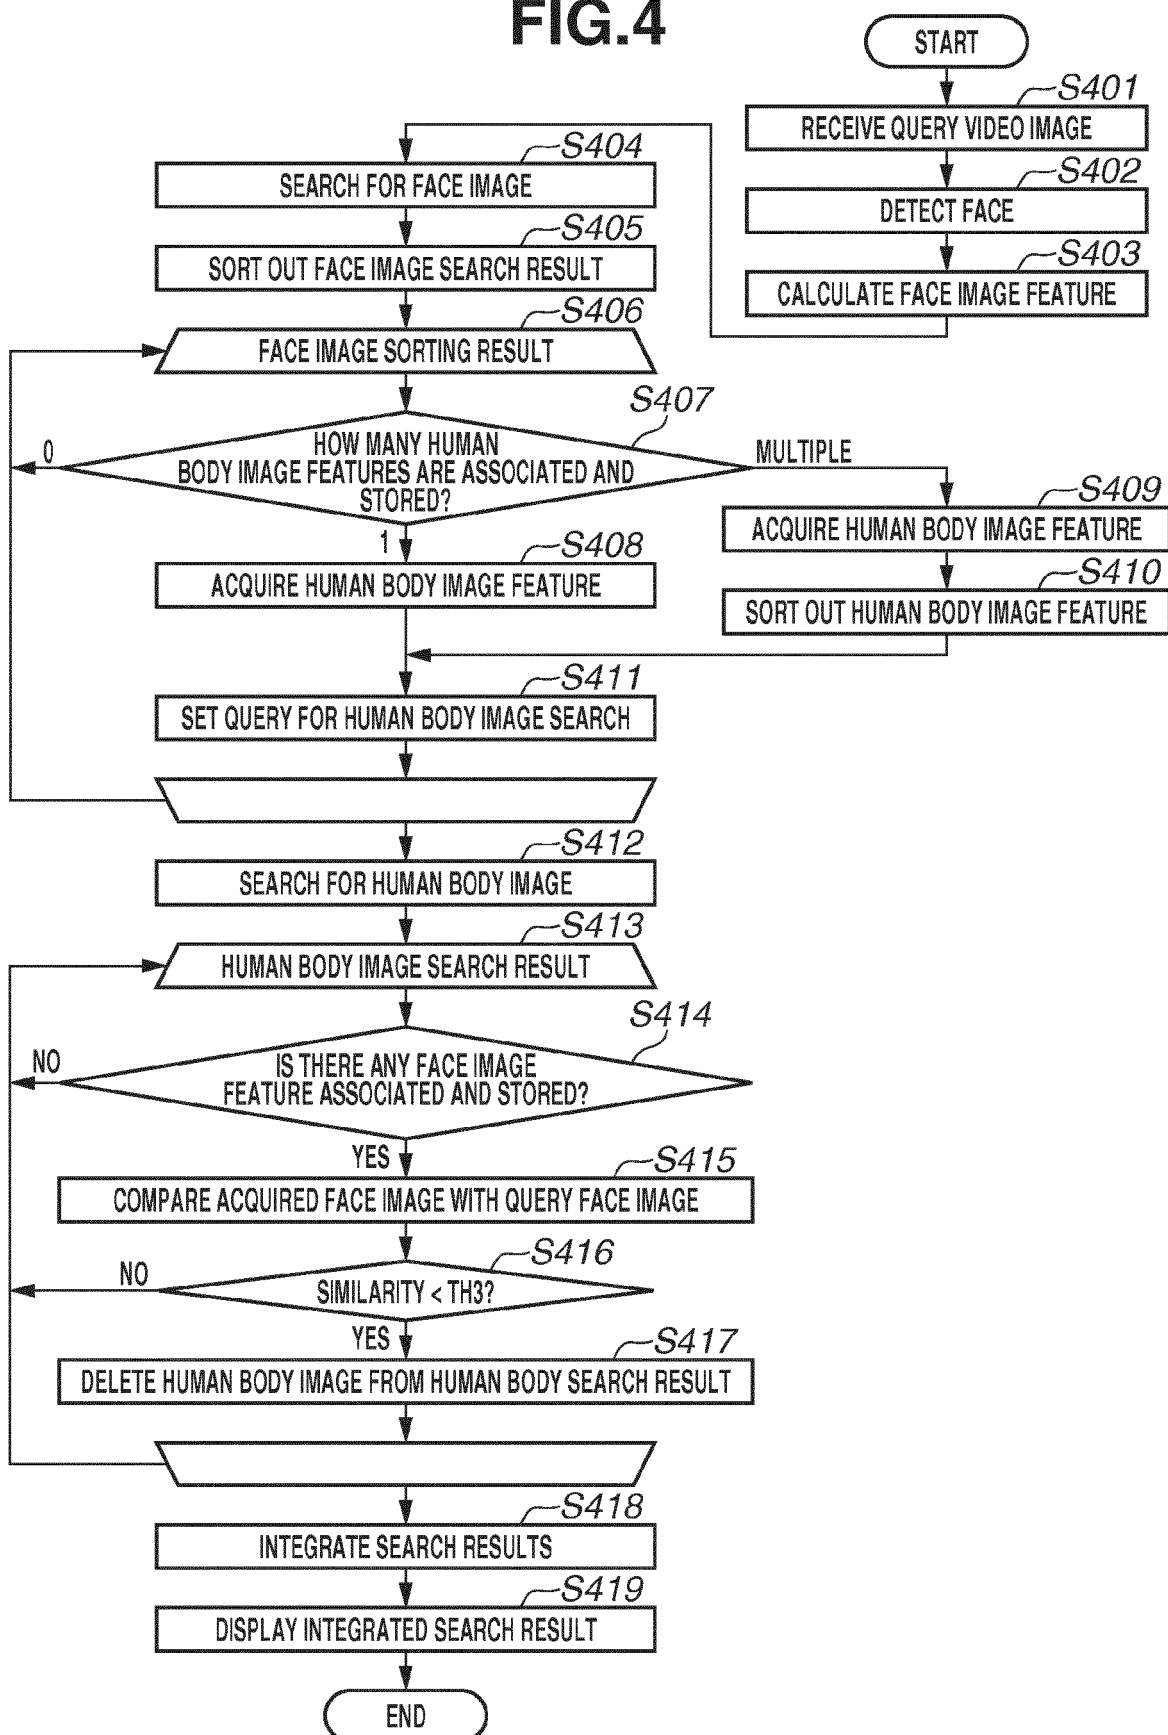 FIG.4
START
S401
RECEIVE QUERY VIDEO IMAGE
S402
DETECT FACE
S403
CALCULATE FACE IMAGE FEATURE
S404
SEARCH FOR FACE IMAGE
S405
SORT OUT FACE IMAGE SEARCH RESULT
S406
FACE IMAGE SORTING RESULT
S407
HOW MANY HUMAN
BODY IMAGE FEATURES ARE ASSOCIATED AND
STORED?
0
MULTIPLE
1
S408
ACQUIRE HUMAN BODY IMAGE FEATURE
S409
ACQUIRE HUMAN BODY IMAGE FEATURE
S410
SORT OUT HUMAN BODY IMAGE FEATURE
S411
SET QUERY FOR HUMAN BODY IMAGE SEARCH
S412
SEARCH FOR HUMAN BODY IMAGE
S413
HUMAN BODY IMAGE SEARCH RESULT
S414
IS THERE ANY FACE IMAGE
FEATURE ASSOCIATED AND STORED?
NO
YES
S415
COMPARE ACQUIRED FACE IMAGE WITH QUERY FACE IMAGE
S416
SIMILARITY < TH3?
NO
YES
S417
DELETE HUMAN BODY IMAGE FROM HUMAN BODY SEARCH RESULT
S418
INTEGRATE SEARCH RESULTS
S419
DISPLAY INTEGRATED SEARCH RESULT
END